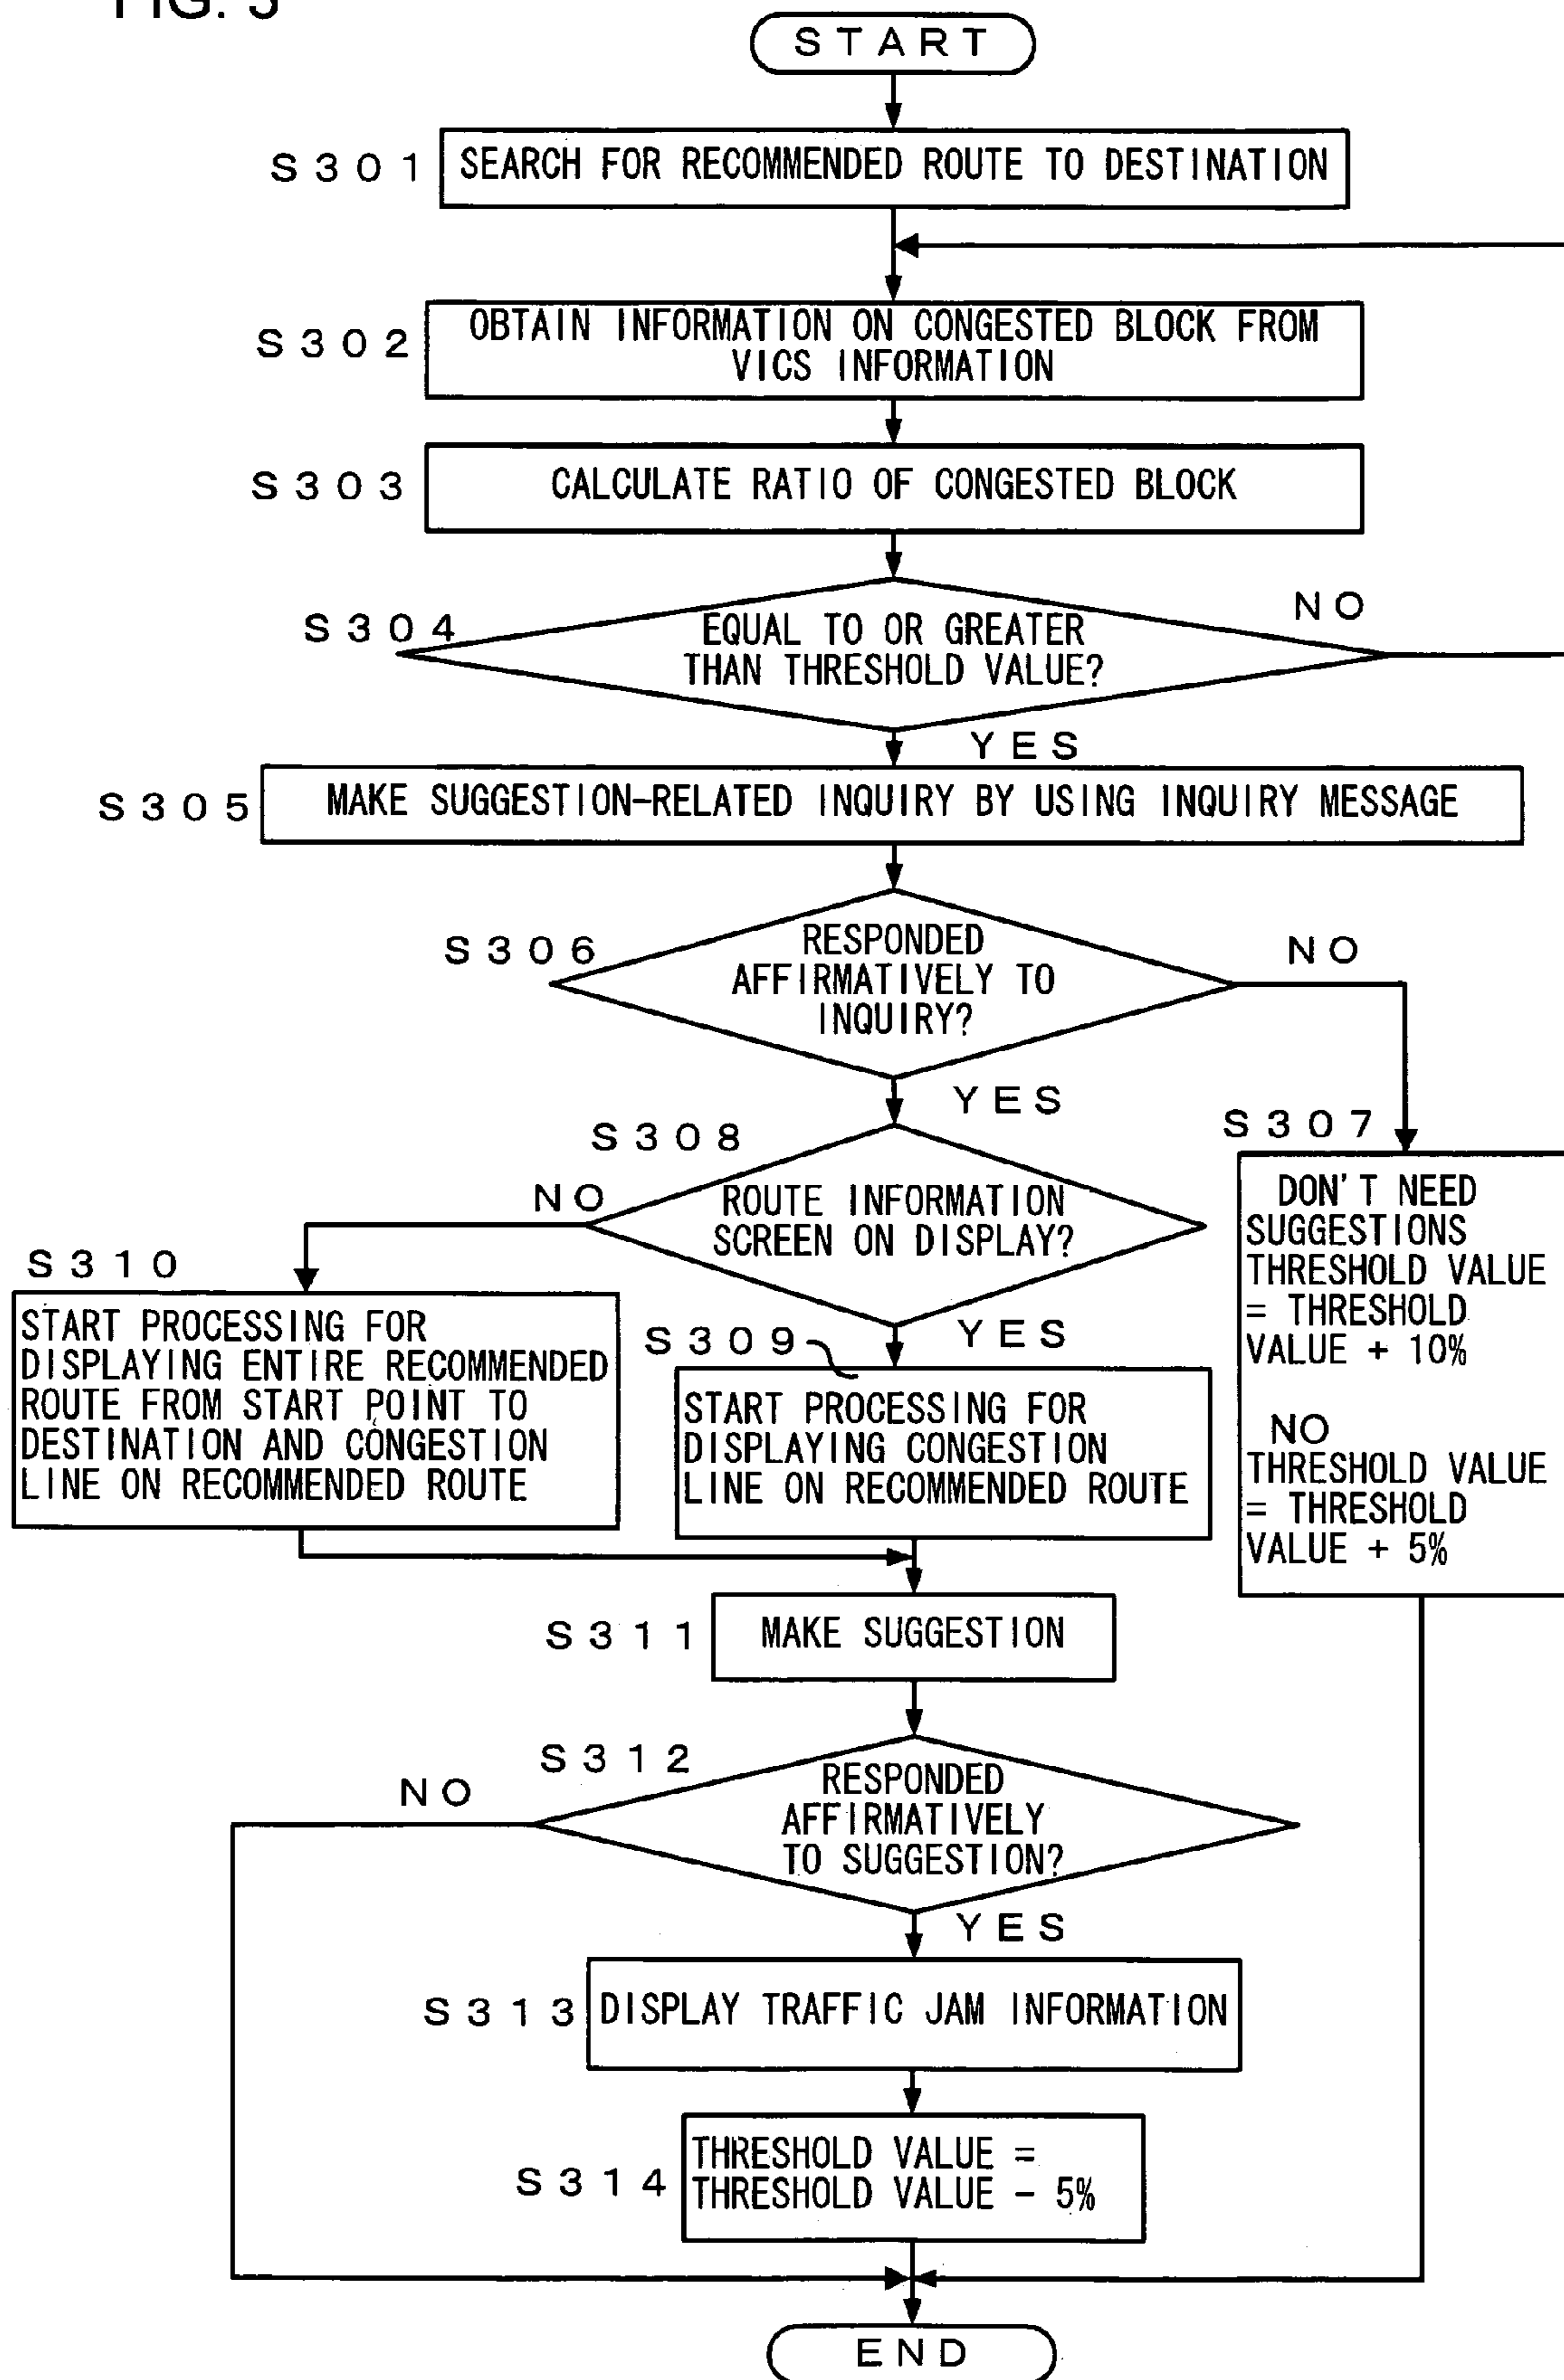 FIG. 3
START
S301
SEARCH FOR RECOMMENDED ROUTE TO DESTINATION
S302
OBTAIN INFORMATION ON CONGESTED BLOCK FROM
VICS INFORMATION
S303
CALCULATE RATIO OF CONGESTED BLOCK
S304
EQUAL TO OR GREATER
THAN THRESHOLD VALUE?
NO
YES
S305
MAKE SUGGESTION-RELATED INQUIRY BY USING INQUIRY MESSAGE
S306
RESPONDED
AFFIRMATIVELY TO
INQUIRY?
NO
YES
S307
DON'T NEED
SUGGESTIONS
THRESHOLD VALUE
= THRESHOLD
VALUE + 10%
NO
THRESHOLD VALUE
= THRESHOLD
VALUE + 5%
S308
ROUTE INFORMATION
SCREEN ON DISPLAY?
NO
YES
S310
START PROCESSING FOR
DISPLAYING ENTIRE RECOMMENDED
ROUTE FROM START POINT TO
DESTINATION AND CONGESTION
LINE ON RECOMMENDED ROUTE
S309
START PROCESSING FOR
DISPLAYING CONGESTION
LINE ON RECOMMENDED ROUTE
S311
MAKE SUGGESTION
S312
RESPONDED
AFFIRMATIVELY
TO SUGGESTION?
NO
YES
S313
DISPLAY TRAFFIC JAM INFORMATION
S314
THRESHOLD VALUE =
THRESHOLD VALUE - 5%
END